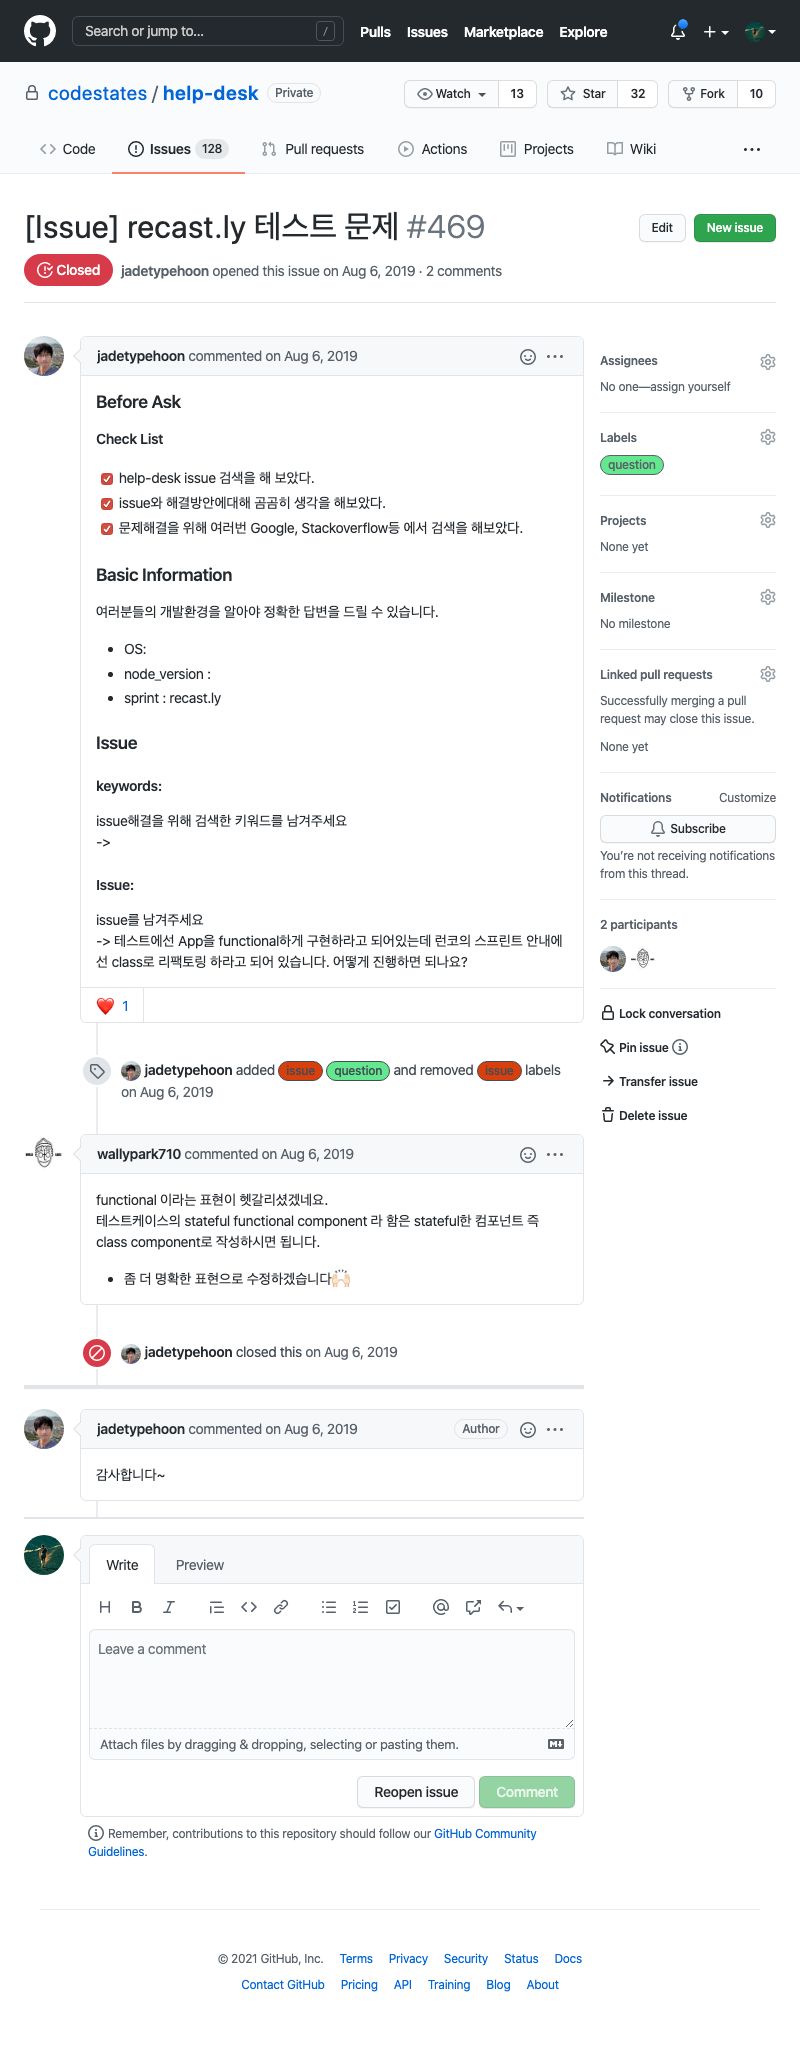 Search or jump to...
/
Pulls
Issues
Marketplace
Explore
codestates / help-desk
Private
Watch
13
Star
32
Fork
10
Code
Issues
128
Pull requests
Actions
Projects
Wiki
[Issue] recast.ly 테스트 문제 #469
Edit
New issue
Closed
jadetypehoon opened this issue on Aug 6, 2019 · 2 comments
jadetypehoon commented on Aug 6, 2019
Before Ask
Check List
help-desk issue 검색을 해 보았다.
issue와 해결방안에대해 곰곰히 생각을 해보았다.
문제해결을 위해 여러번 Google, Stackoverflow등 에서 검색을 해보았다.
Basic Information
여러분들의 개발환경을 알아야 정확한 답변을 드릴 수 있습니다.
• OS:
• node_version :
• sprint : recast.ly
Issue
keywords:
issue해결을 위해 검색한 키워드를 남겨주세요
->
Issue:
issue를 남겨주세요
-> 테스트에선 App을 functional하게 구현하라고 되어있는데 런코의 스프린트 안내에
선 class로 리팩토링 하라고 되어 있습니다. 어떻게 진행하면 되나요?
❤️ 1
jadetypehoon added issue question and removed issue labels
on Aug 6, 2019
wallypark710 commented on Aug 6, 2019
functional 이라는 표현이 헷갈리셨겠네요.
테스트케이스의 stateful functional component 라 함은 stateful한 컴포넌트 즉
class component로 작성하시면 됩니다.
• 좀 더 명확한 표현으로 수정하겠습니다🙌🏻
jadetypehoon closed this on Aug 6, 2019
jadetypehoon commented on Aug 6, 2019
Author
감사합니다~
Write
Preview
Leave a comment
Attach files by dragging & dropping, selecting or pasting them.
Reopen issue
Comment
Remember, contributions to this repository should follow our GitHub Community
Guidelines.
Assignees
No one—assign yourself
Labels
question
Projects
None yet
Milestone
No milestone
Linked pull requests
Successfully merging a pull
request may close this issue.
None yet
Notifications
Customize
Subscribe
You're not receiving notifications
from this thread.
2 participants
Lock conversation
Pin issue
Transfer issue
Delete issue
© 2021 GitHub, Inc.
Terms
Privacy
Security
Status
Docs
Contact GitHub
Pricing
API
Training
Blog
About